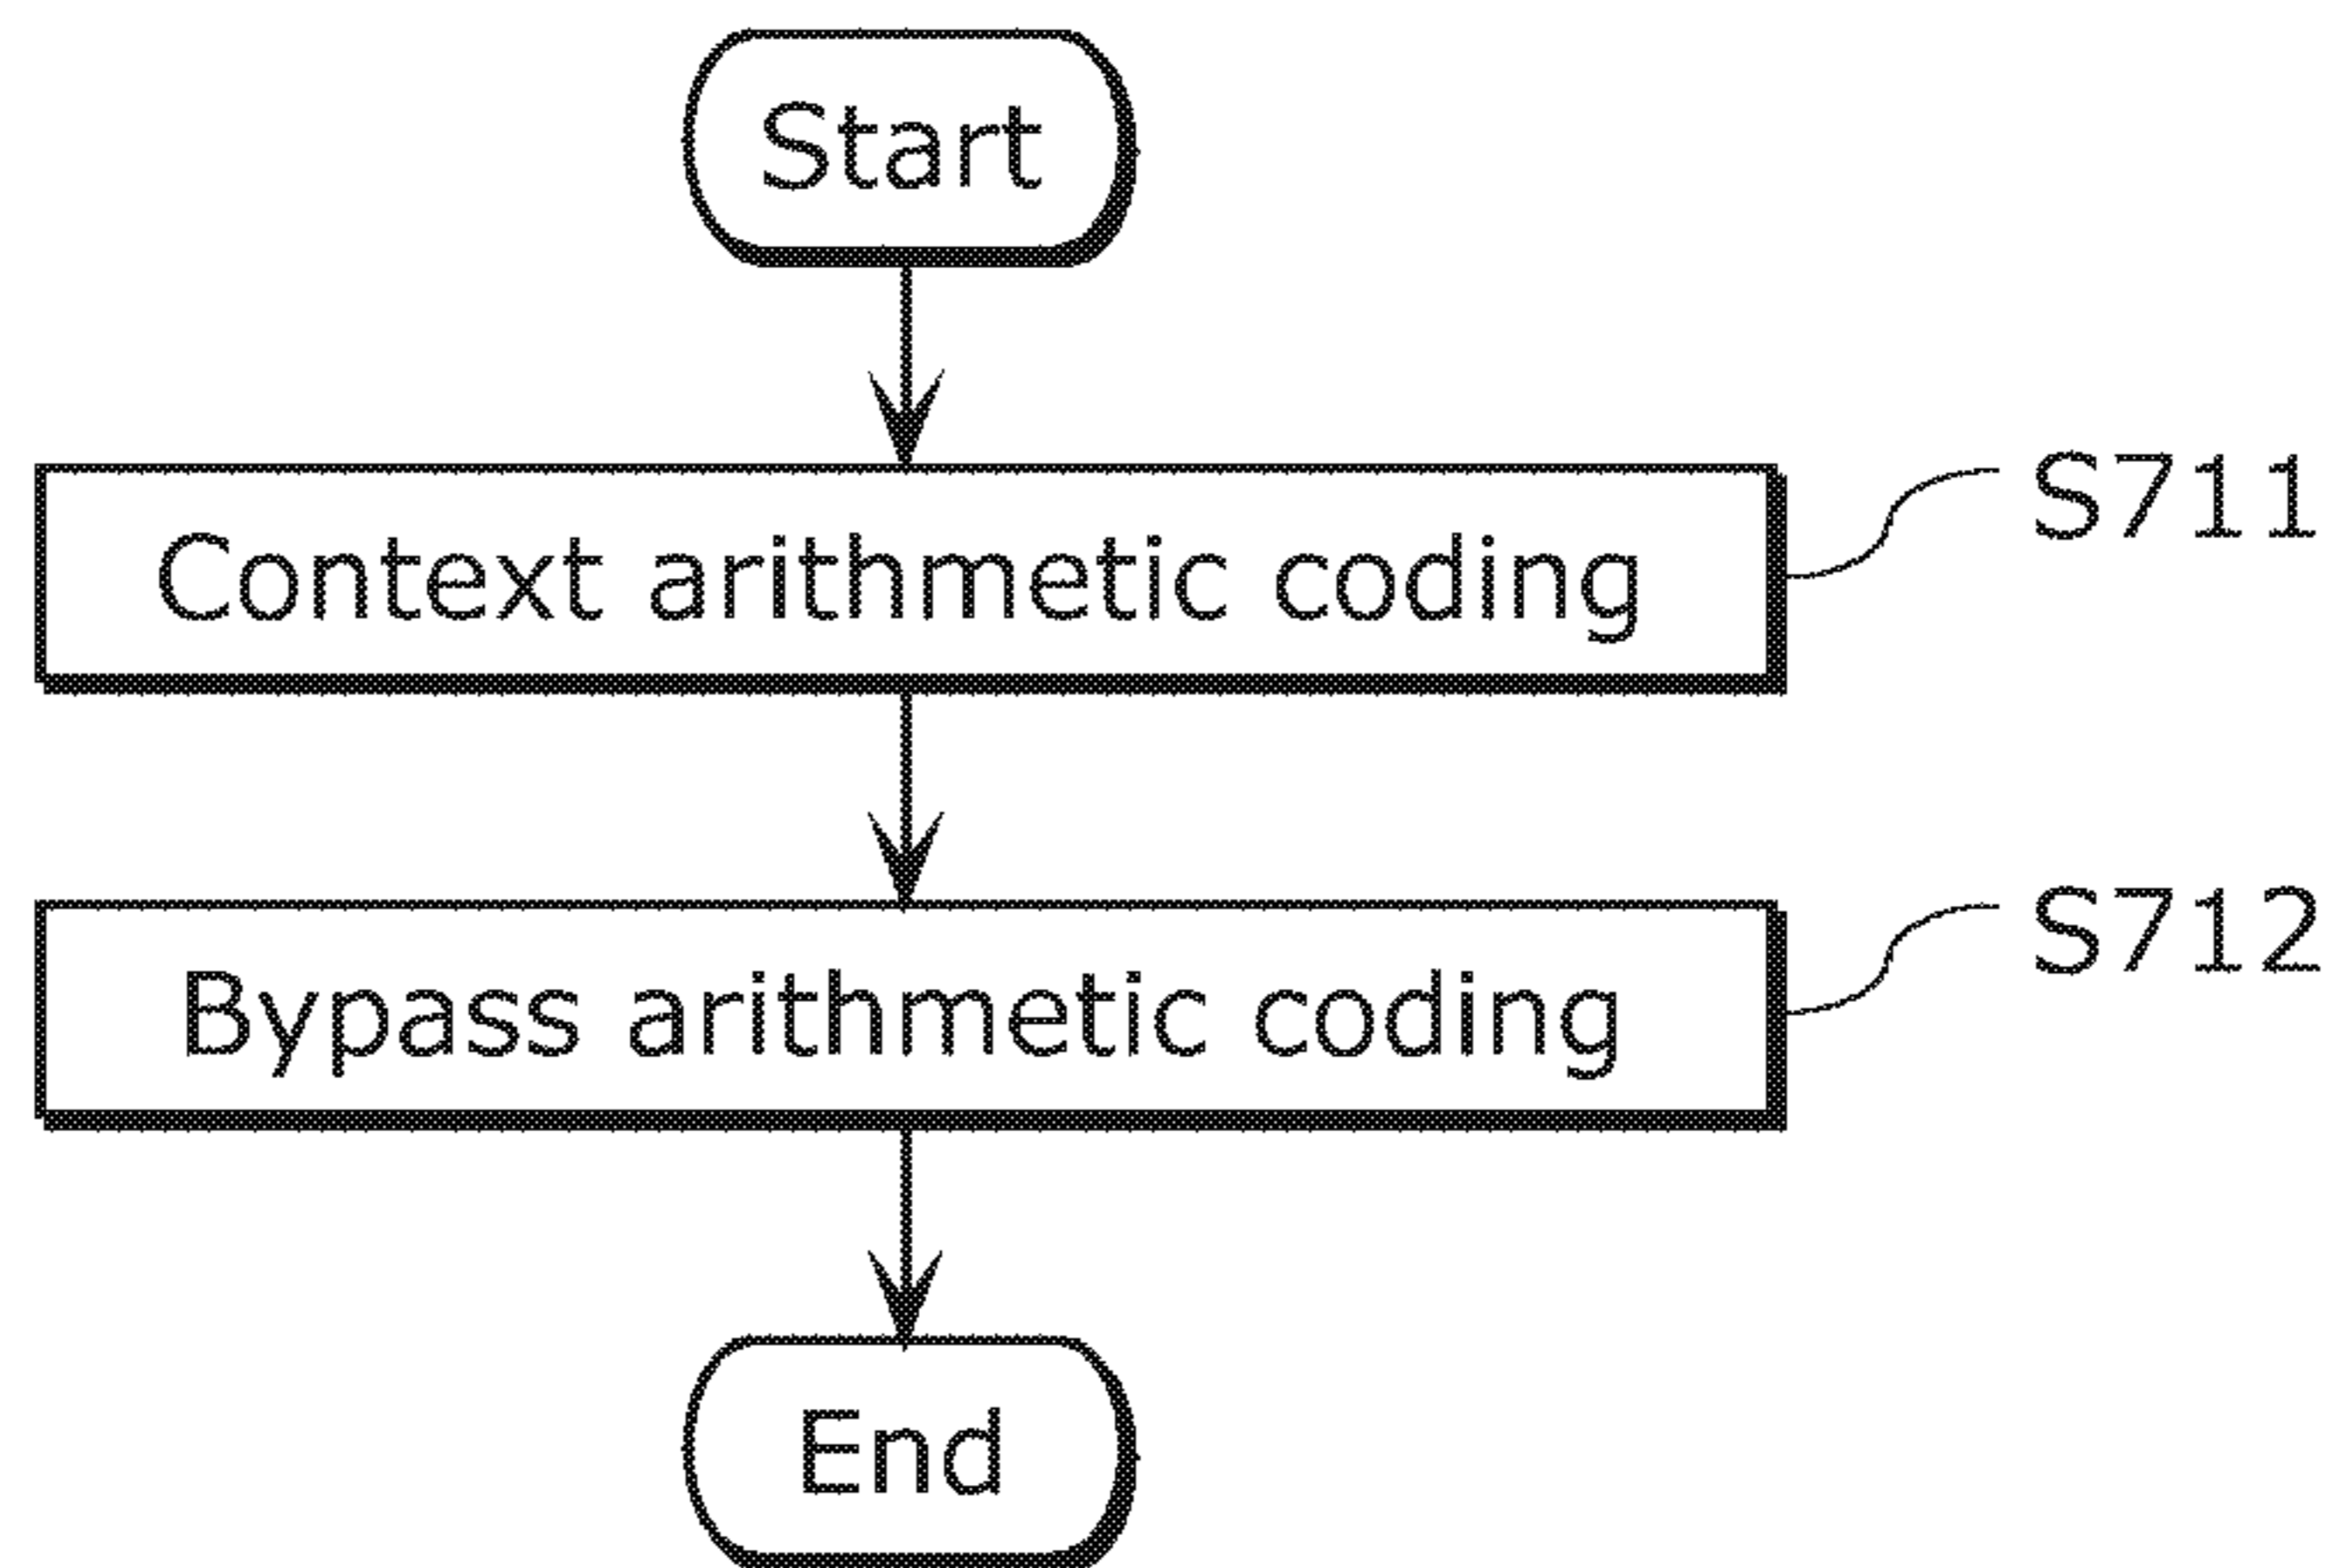 Start
Context arithmetic coding
S711
Bypass arithmetic coding
S712
End